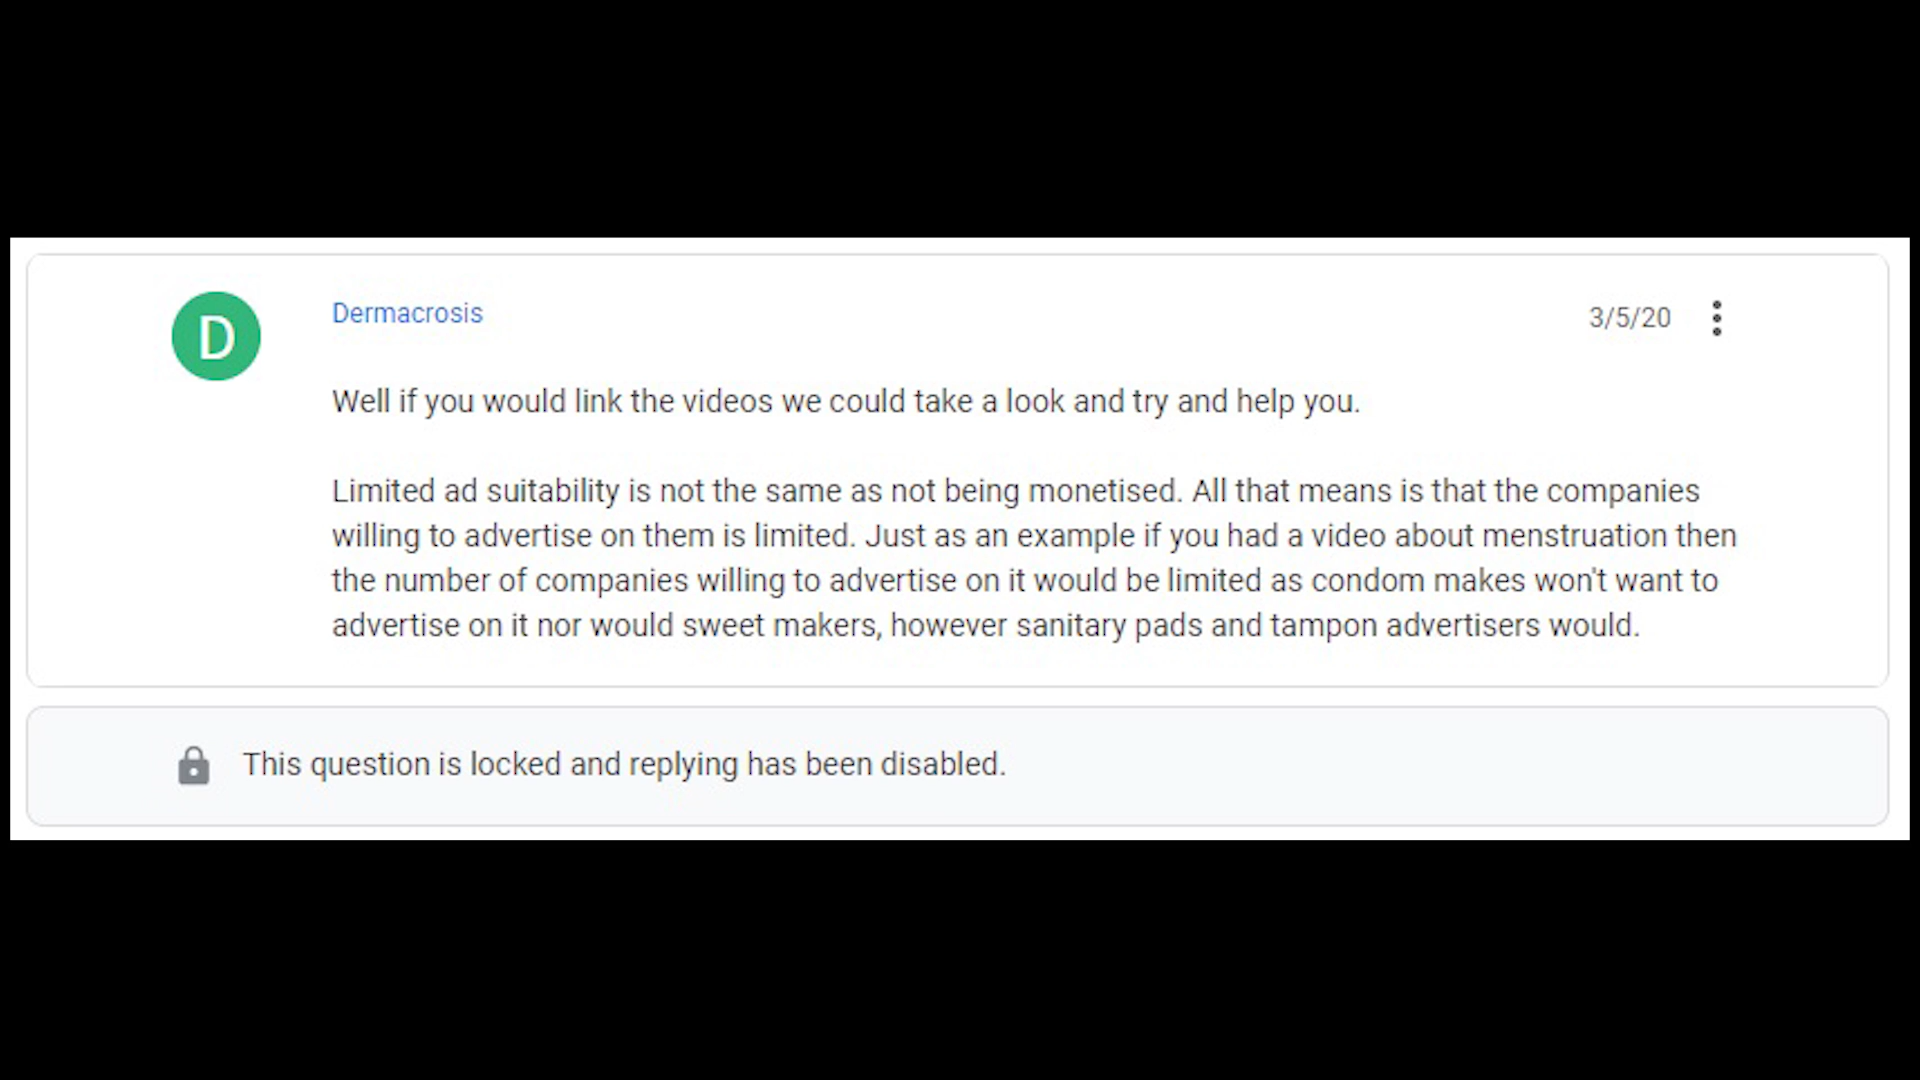 D
Dermacrosis
3/5/20
Well if you would link the videos we could take a look and try and help you.
Limited ad suitability is not the same as not being monetised. All that means is that the companies
willing to advertise on them is limited. Just as an example if you had a video about menstruation then
the number of companies willing to advertise on it would be limited as condom makes won't want to
advertise on it nor would sweet makers, however sanitary pads and tampon advertisers would.
This question is locked and replying has been disabled.